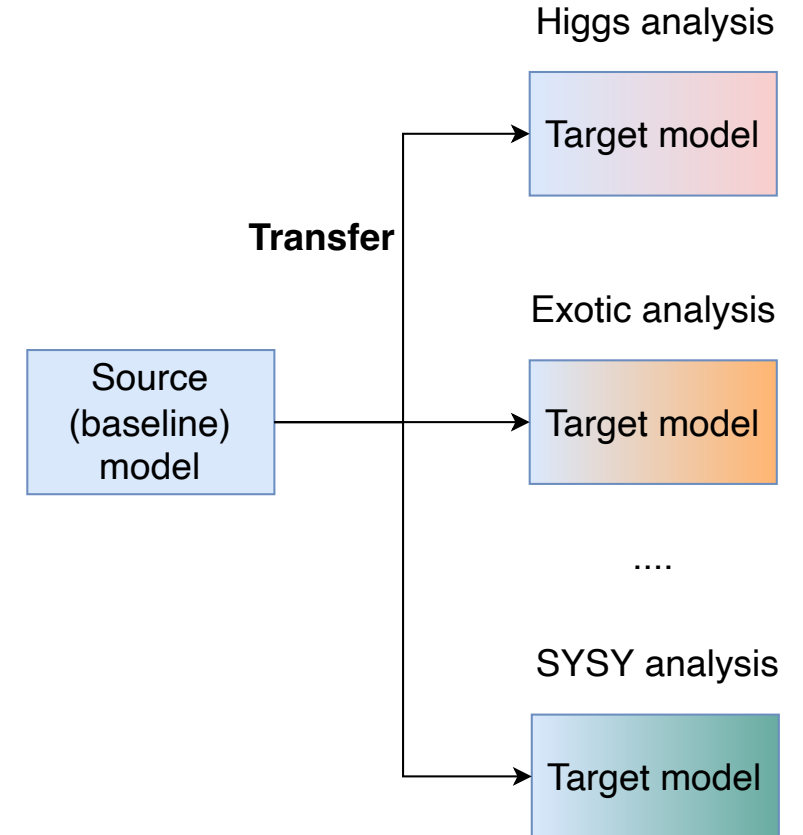 Higgs analysis
Target model
Transfer
Exotic analysis
Source
(baseline)
model
Target model
....
SYSY analysis
Target model